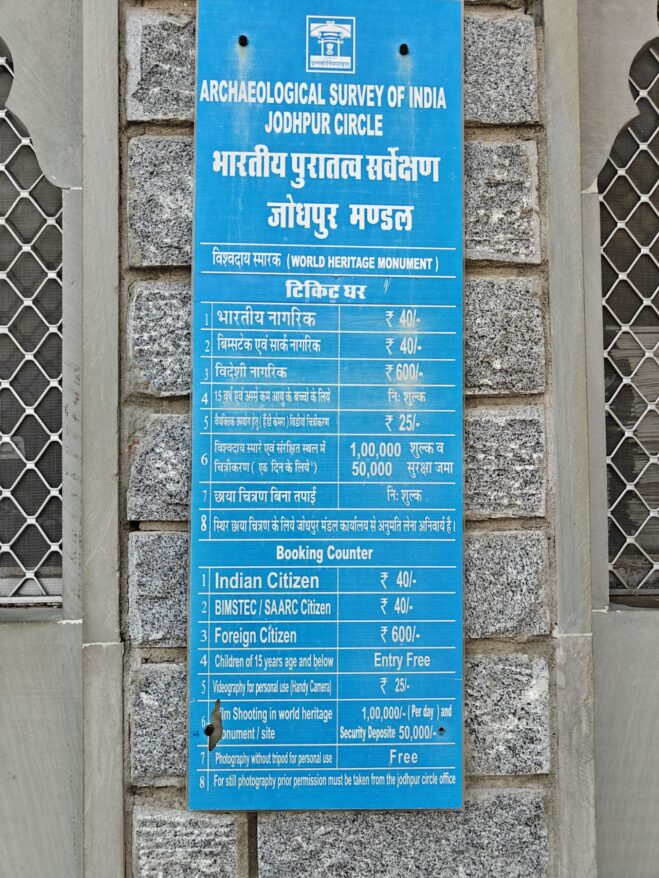 ARCHAEOLOGICAL SURVEY OF INDIA
JODHPUR CIRCLE
भारतीय पुरातत्व सर्वेक्षण
जोधपुर मण्डल
विश्वदाय स्मारक (WORLD HERITAGE MONUMENT)
टिकिट घर
1 भारतीय नागरिक ₹ 40/-
2 बिम्सटेक एवं सार्क नागरिक ₹ 40/-
3 विदेशी नागरिक ₹ 600/-
4 15 वर्ष एवं कम आयु के बच्चों के लिये नि: शुल्क
5 उपयोग हेतु (हैंडी कैमरा) विडीयो चित्रीकरण ₹ 25/-
6 विश्वदाय स्मारे एवं संरक्षित स्थल में 1,00,000 शुल्क व
चित्रीकरण ( एक दिन के लिये") 50,000 सुरक्षा जमा
7 छाया चित्रण बिना तपाई नि: शुल्क
8 स्थिर छाया चित्रण के लिये जोधपुर मंडल कार्यालय से अनुमति लेना अनिवार्य है।
Booking Counter
1 Indian Citizen ₹ 40/-
2 BIMSTEC / SAARC Citizen ₹ 40/-
3 Foreign Citizen ₹ 600/-
4 Children of 15 years age and below Entry Free
5 Videography for personal use (Handy Camera) ₹ 25/-
6 lm Shooting in world heritage 1,00,000/- ( Per day ) and
onument / site Security Deposite 50,000/-
7 Photography without tripod for personal use Free
8 For still photography prior permission must be taken from the jodhpur circle office